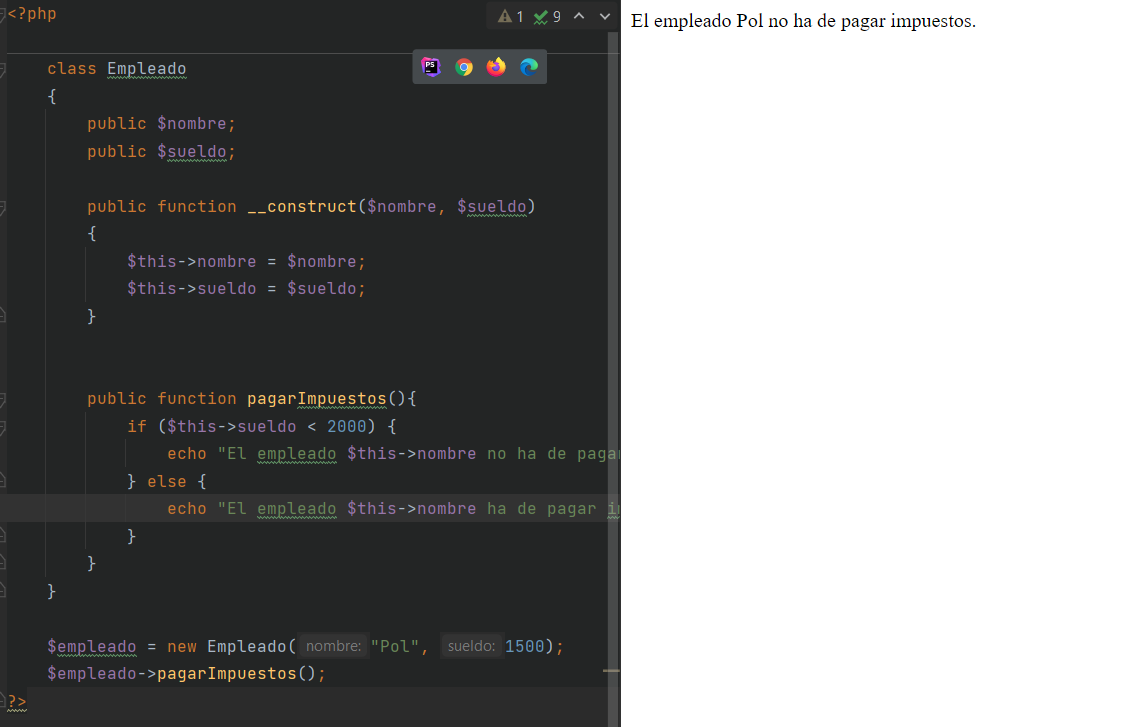 <?php
1 9
class Empleado
PS
{
public $nombre;
public $sueldo;
public function __construct($nombre, $sueldo)
{
$this->nombre = $nombre;
$this->sueldo = $sueldo;
}
public function pagarImpuestos(){
if ($this->sueldo < 2000) {
echo "El empleado $this->nombre no ha de paga
} else {
echo "El empleado $this->nombre ha de pagar i
}
}
}
$empleado = new Empleado( nombre: "Pol", sueldo: 1500);
$empleado->pagarImpuestos();
?>
El empleado Pol no ha de pagar impuestos.